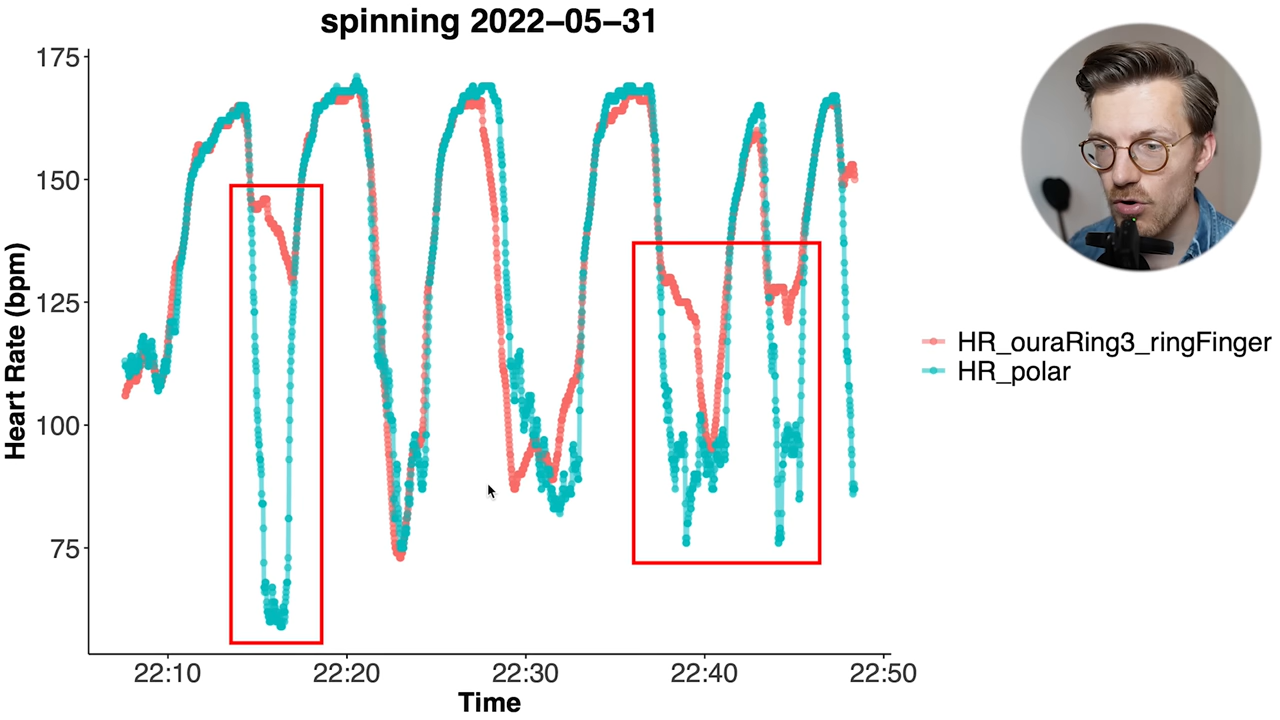 spinning 2022–05–31
Heart Rate (bpm)
175
150
125
100
75
22:10
22:20
22:30
22:40
22:50
Time
HR_ouraRing3_ringFinger
HR_polar